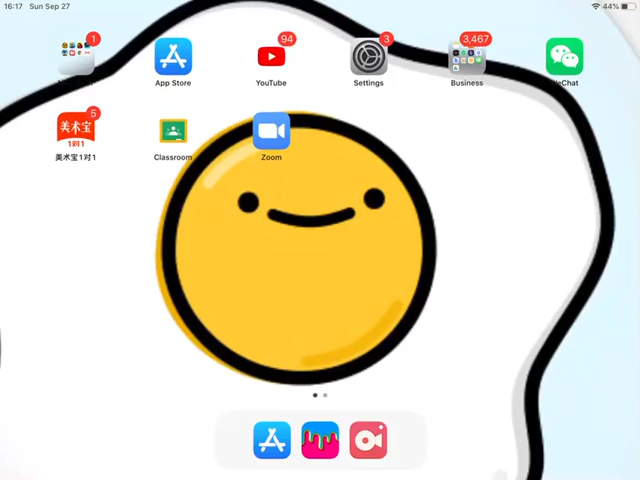 16:17 Sun Sep 27
44%
1
94
3
3,467
App Store
YouTube
Settings
Business
5
美术宝
1对1
美术宝1对1
Classroom
Zoom